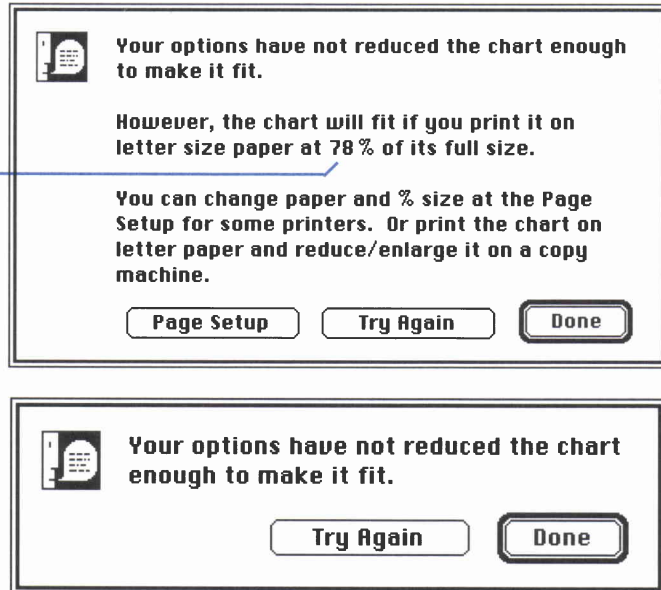 Your options have not reduced the chart enough
to make it fit.
However, the chart will fit if you print it on
letter size paper at 78% of its full size.
You can change paper and % size at the Page
Setup for some printers. Or print the chart on
letter paper and reduce/enlarge it on a copy
machine.
Page Setup Try Again Done
Your options have not reduced the chart
enough to make it fit.
Try Again Done